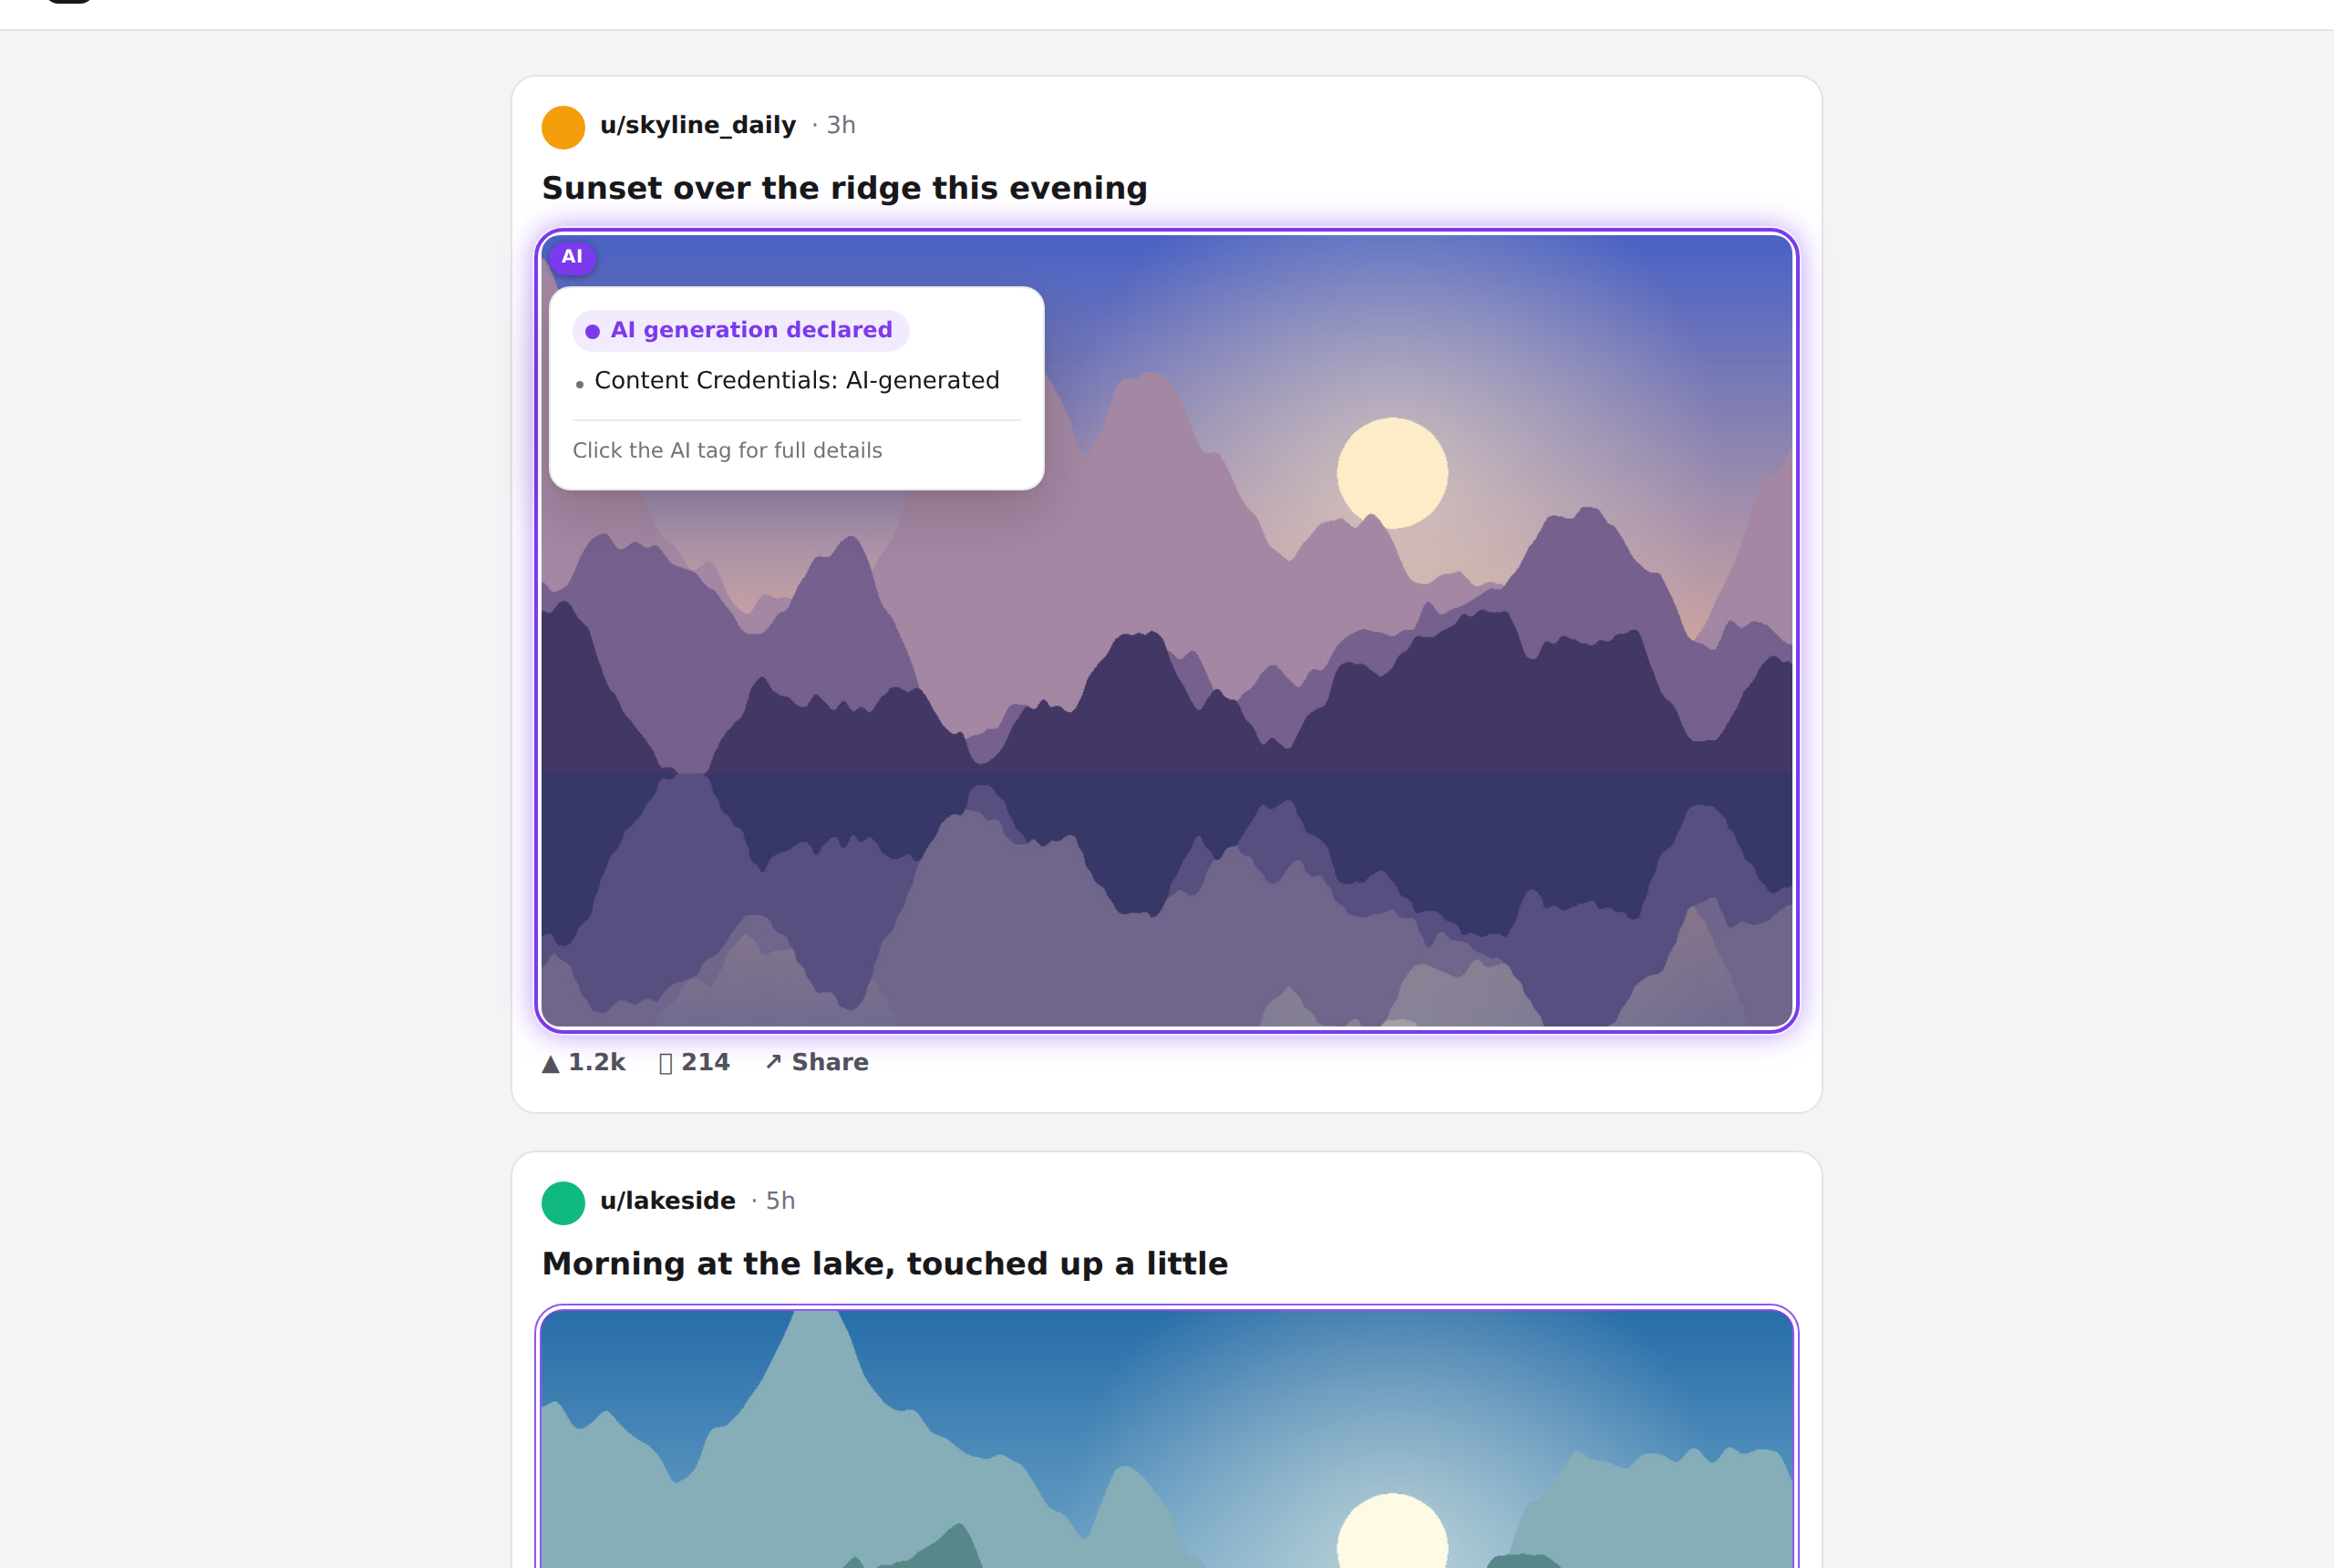 u/skyline_daily · 3h
Sunset over the ridge this evening
AI
AI generation declared
• Content Credentials: AI-generated
Click the AI tag for full details
▲ 1.2k 214 ↗ Share
u/lakeside · 5h
Morning at the lake, touched up a little